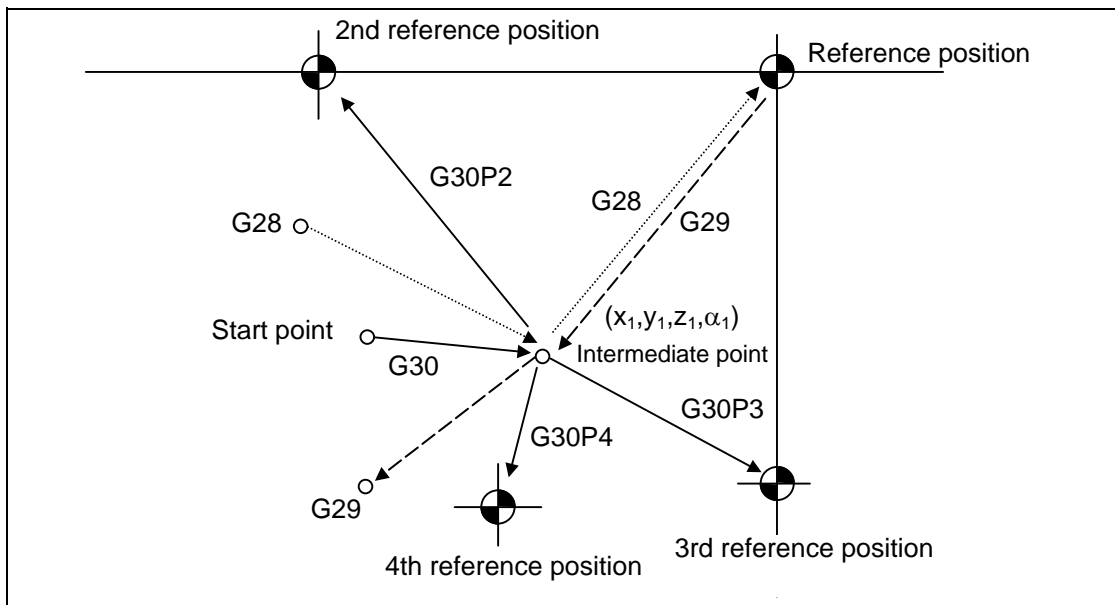 2nd reference position
Reference position
G30P2
G28
G28
G29
Start point
(x₁,y₁,z₁,α₁)
G30
Intermediate point
G30P3
G30P4
G29
3rd reference position
4th reference position